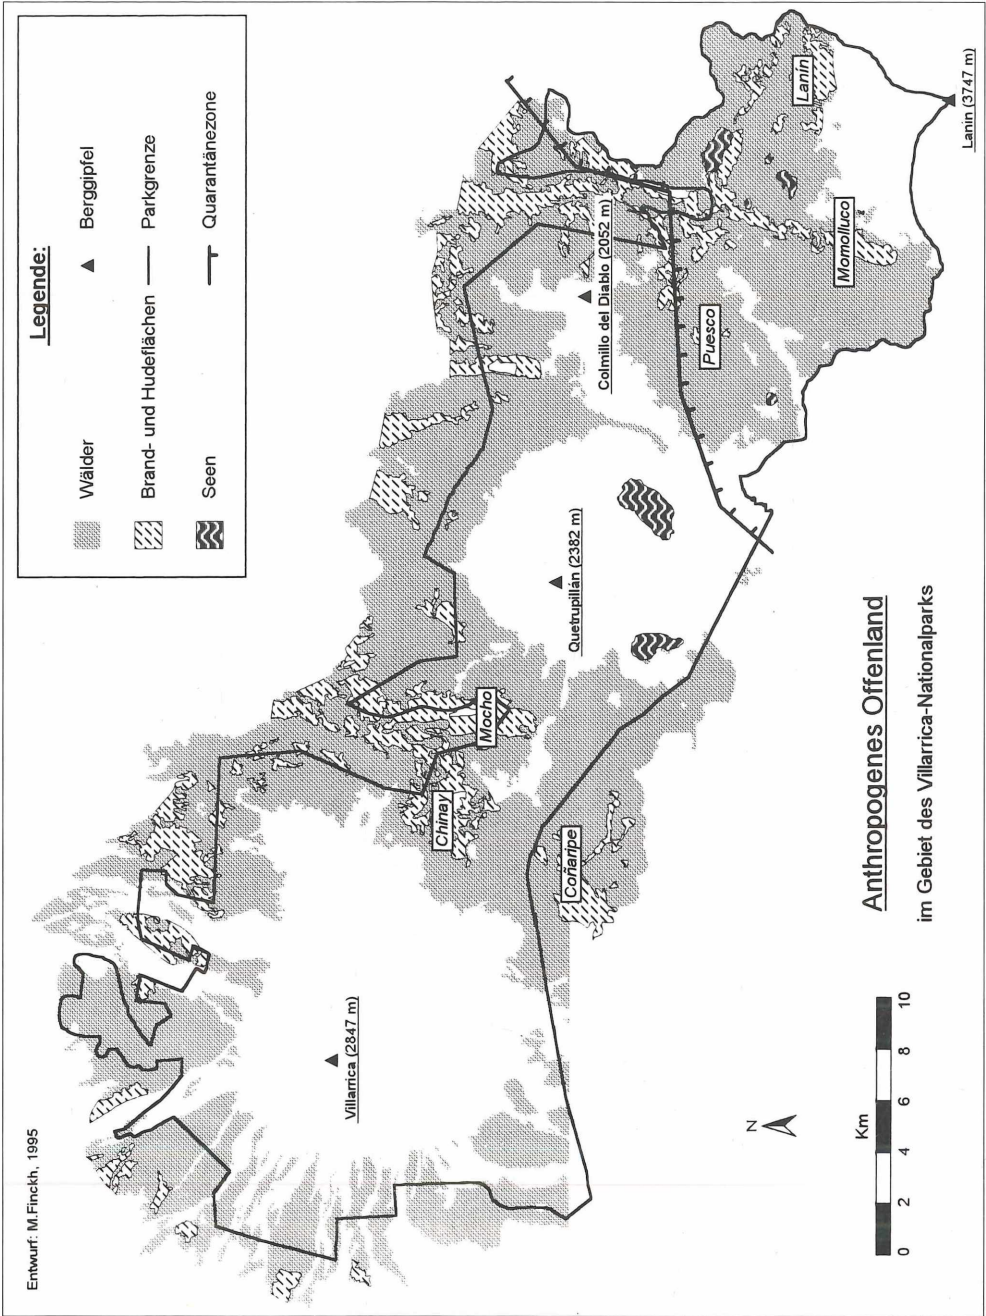 Entwurf: M.Finckh, 1995
Legende:
Wälder
Berggipfel
Brand- und Hudeflächen
Parkgrenze
Seen
Quarantänezone
Villarrica (2847 m)
Chinay
Mocho
Coñaripe
Quetrupillán (2382 m)
Colmillo del Diablo (2052 m)
Puesco
Momolluco
Lanín
Lanin (3747 m)
N
Km
0 2 4 6 8 10
Anthropogenes Offenland
im Gebiet des Villarrica-Nationalparks